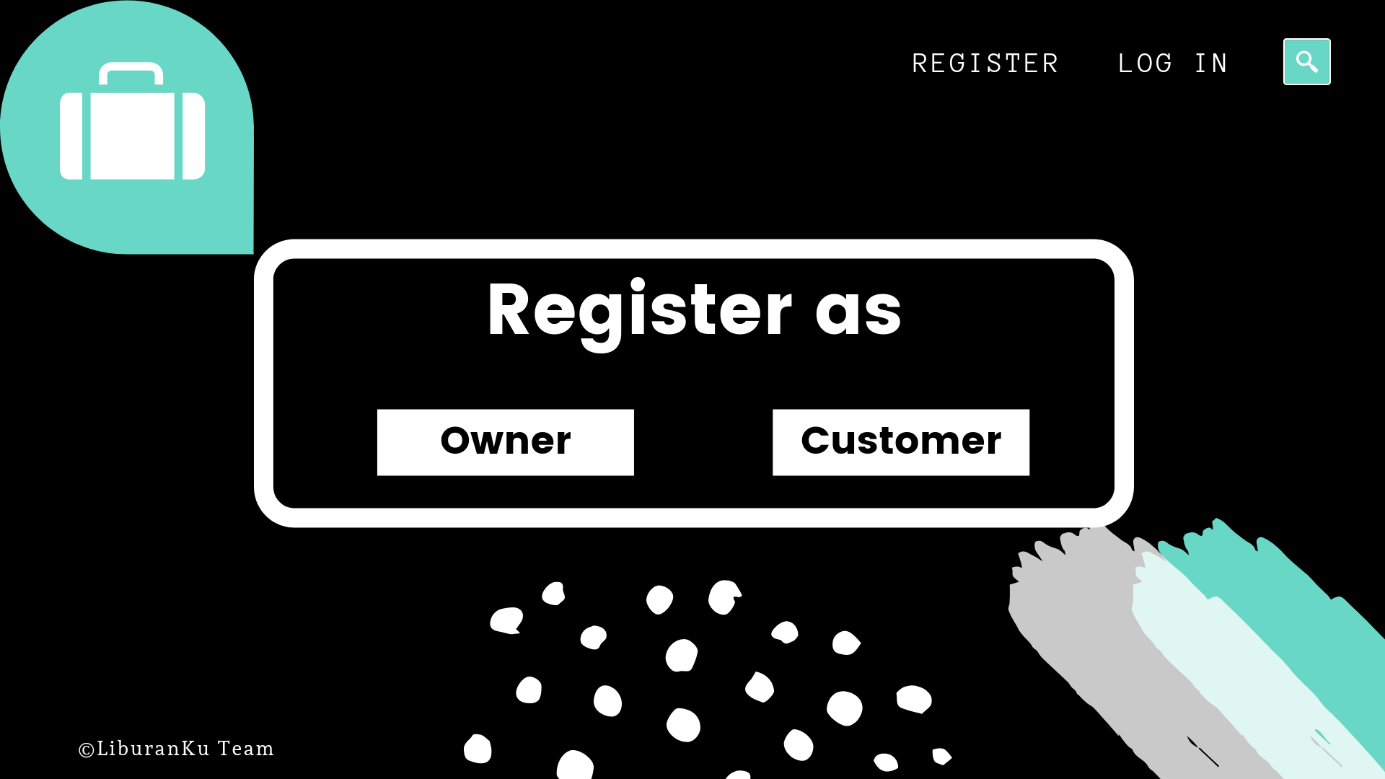 REGISTER LOG IN
Register as
Owner Customer
©LiburanKu Team